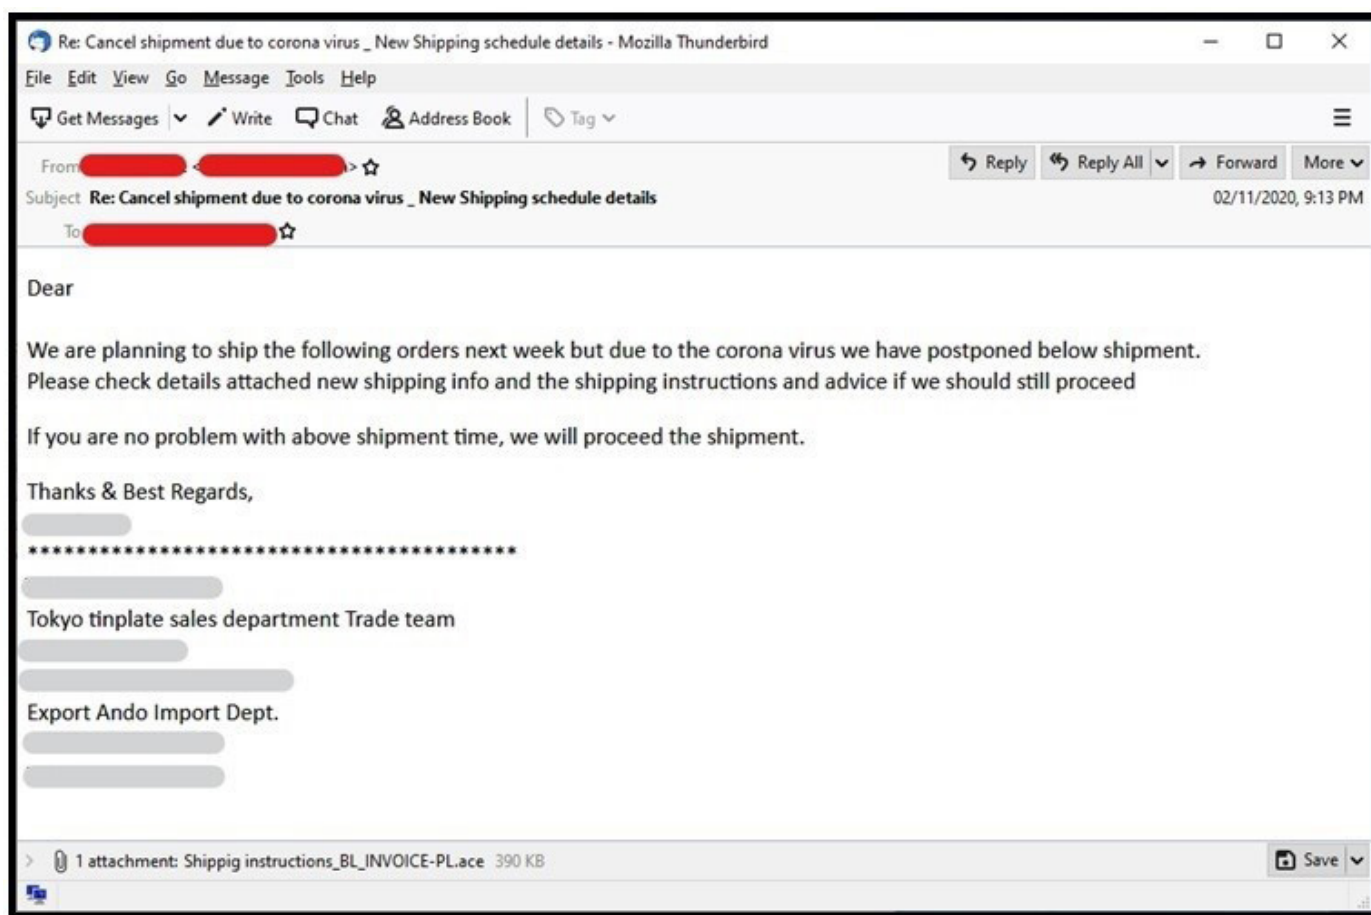 Re: Cancel shipment due to corona virus _ New Shipping schedule details - Mozilla Thunderbird
File Edit View Go Message Tools Help
Get Messages Write Chat Address Book Tag
From < > Reply Reply All Forward More
Subject Re: Cancel shipment due to corona virus _ New Shipping schedule details 02/11/2020, 9:13 PM
To
Dear
We are planning to ship the following orders next week but due to the corona virus we have postponed below shipment.
Please check details attached new shipping info and the shipping instructions and advice if we should still proceed
If you are no problem with above shipment time, we will proceed the shipment.
Thanks & Best Regards,
*****************************************
Tokyo tinplate sales department Trade team
Export Ando Import Dept.
1 attachment: Shippig instructions_BL_INVOICE-PL.ace 390 KB Save